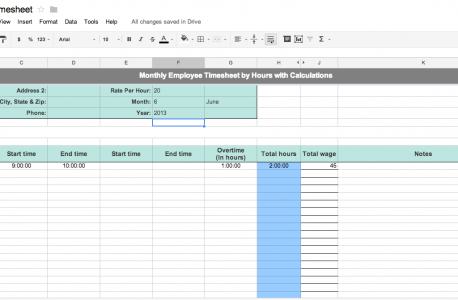 mesheet
View Insert Format Data Tools Help All changes saved in Drive
$ % 123 Arial 10 B I S A Σ
C D E F G H J K
Monthly Employee Timesheet by Hours with Calculations
Address 2: Rate Per Hour: 20
City, State & Zip: Month: 6 June
Phone: Year: 2013
Start time End time Start time End time Overtime (in hours) Total hours Total wage Notes
9:00:00 10:00:00 1:00:00 2:00:00 45